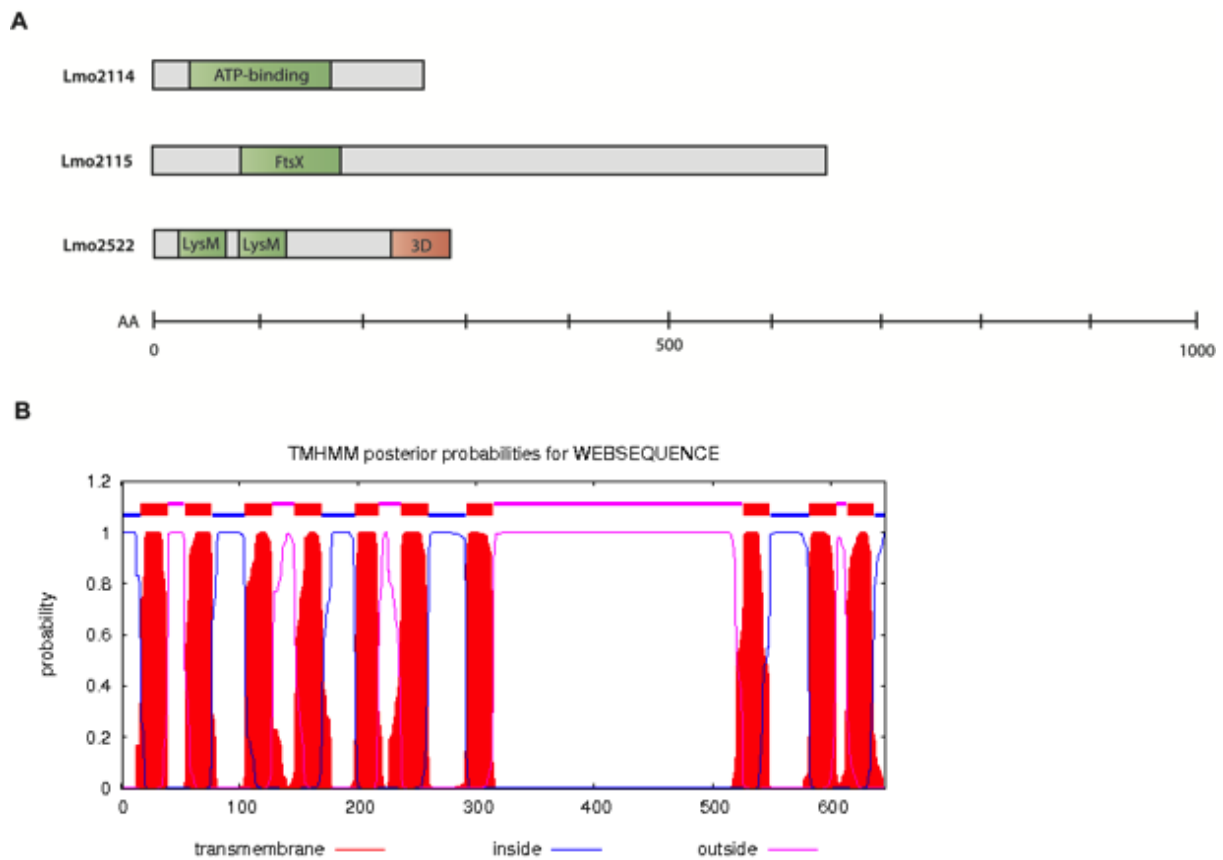 A
Lmo2114 ATP-binding
Lmo2115 FtsX
Lmo2522 LysM LysM 3D
AA
0 500 1000
B
TMHMM posterior probabilities for WEBSEQUENCE
probability
1.2
1
0.8
0.6
0.4
0.2
0
0 100 200 300 400 500 600
transmembrane inside outside